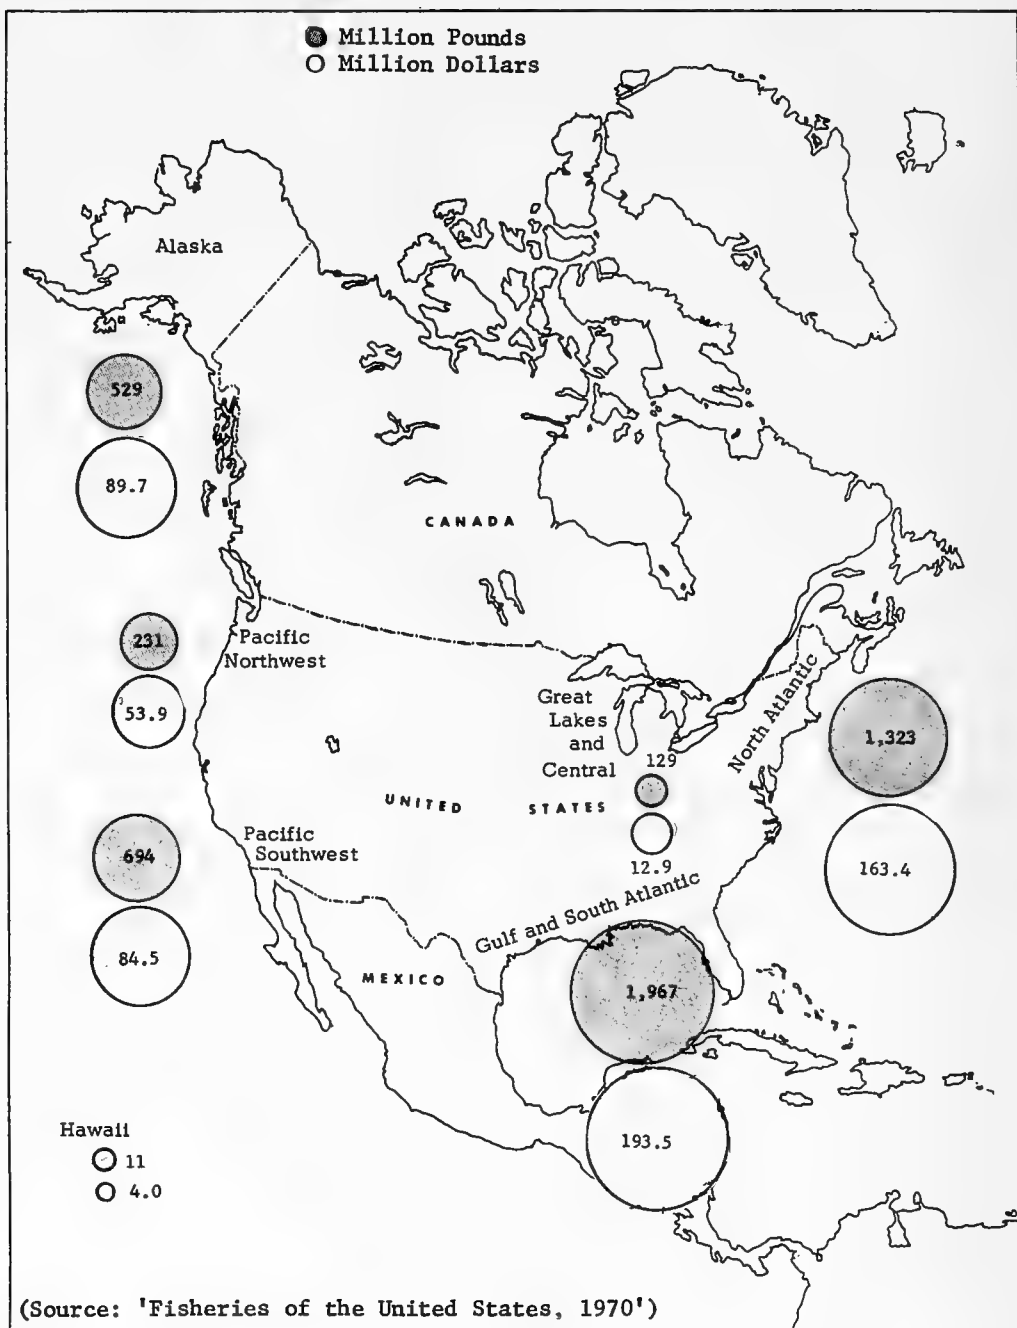 Million Pounds
Million Dollars
Alaska
529
89.7
CANADA
231
Pacific
Northwest
53.9
Great
Lakes
and
Central
129
North Atlantic
1,323
UNITED STATES
694
Pacific
Southwest
12.9
163.4
Gulf and South Atlantic
84.5
MEXICO
1,967
193.5
Hawaii
11
4.0
(Source: 'Fisheries of the United States, 1970')